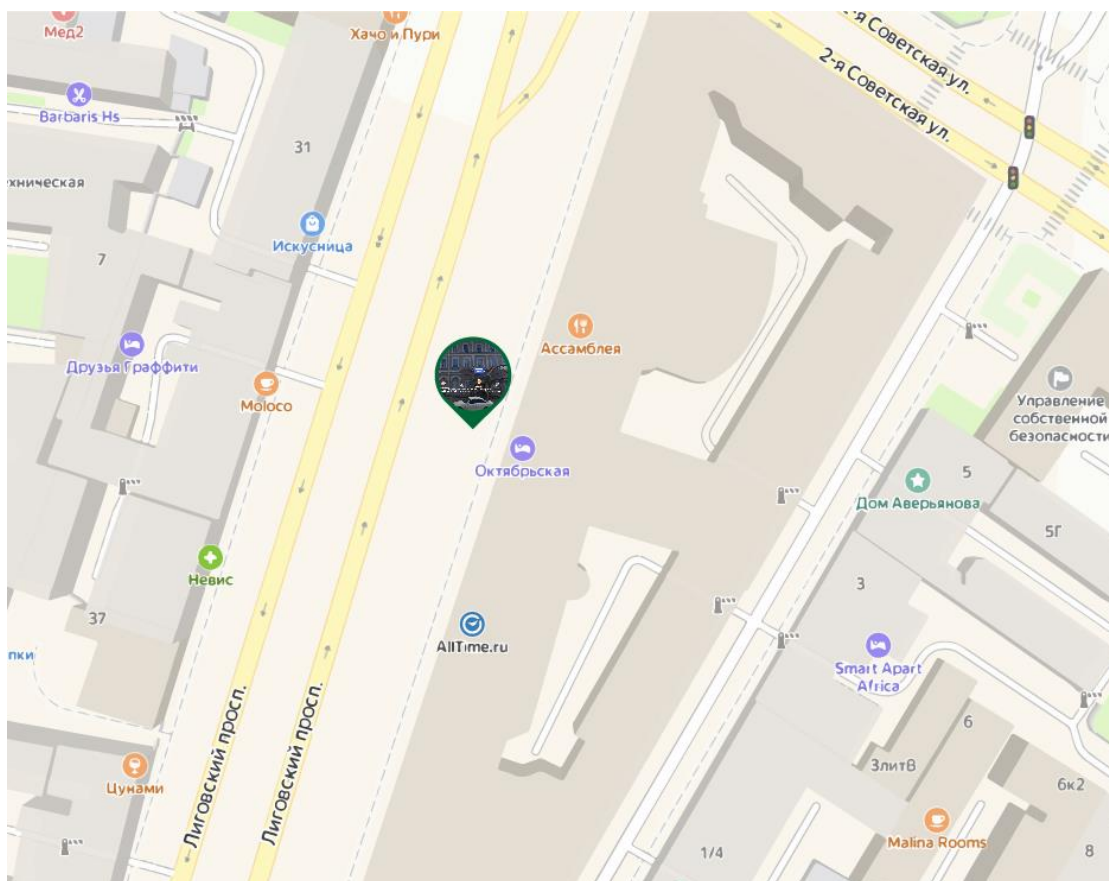 Мед2
Хачо и Пури
1-я Советская ул.
2-я Советская ул.
Barbaris Hs
31
ехническая
Искусница
7
Ассамблея
Друзья Граффити
Moloco
Управление
собственной
безопасности
Октябрьская
5
Дом Аверьянова
5Г
Невис
3
37
AllTime.ru
пки
Smart Apart
Africa
Лиговский просп.
Лиговский просп.
6
3литВ
6к2
Цунами
Malina Rooms
1/4
8